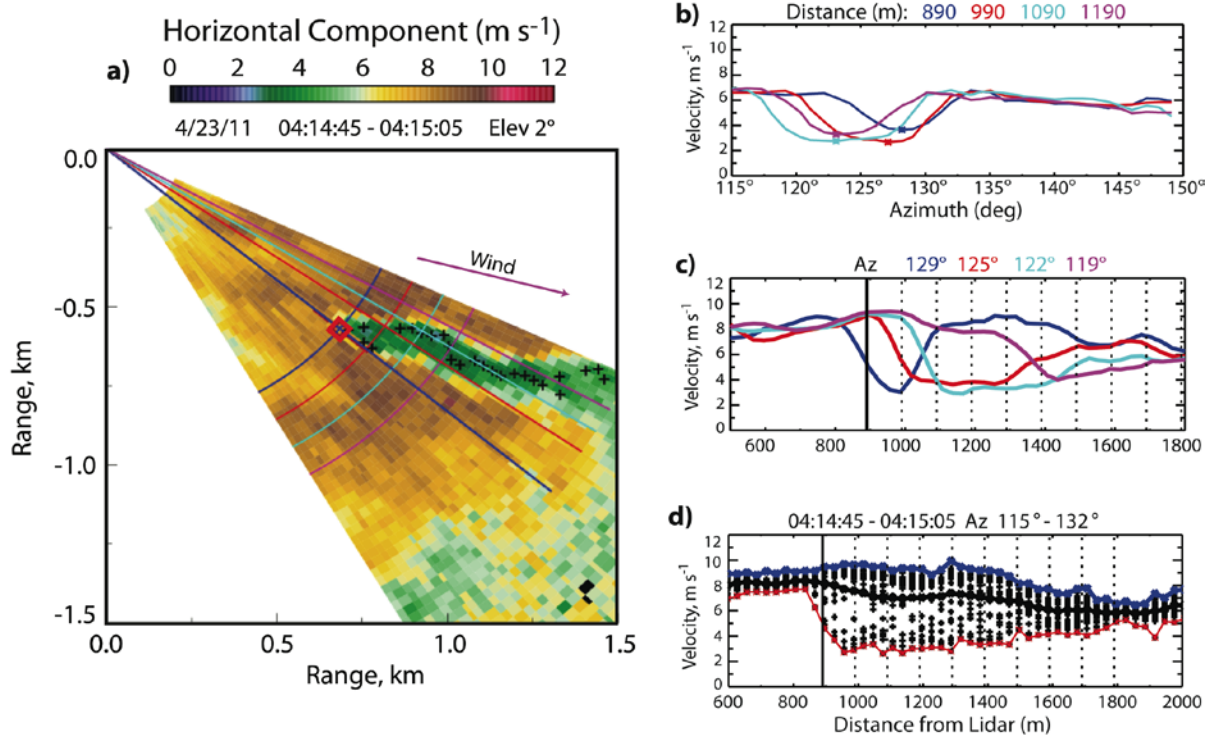 Horizontal Component (m s-1)
a) 0 2 4 6 8 10 12
4/23/11 04:14:45 - 04:15:05 Elev 2°
0.0
-0.5
-1.0
-1.5
Range, km
Wind
0.0 0.5 1.0 1.5
Range, km
b) Distance (m): 890 990 1090 1190
12
10
8
6
4
2
0
Velocity, m s-1
115° 120° 125° 130° 135° 140° 145° 150°
Azimuth (deg)
c) Az 129° 125° 122° 119°
12
10
8
6
4
2
0
Velocity, m s-1
600 800 1000 1200 1400 1600 1800
d) 04:14:45 - 04:15:05 Az 115° - 132°
12
10
8
6
4
2
0
Velocity, m s-1
600 800 1000 1200 1400 1600 1800 2000
Distance from Lidar (m)